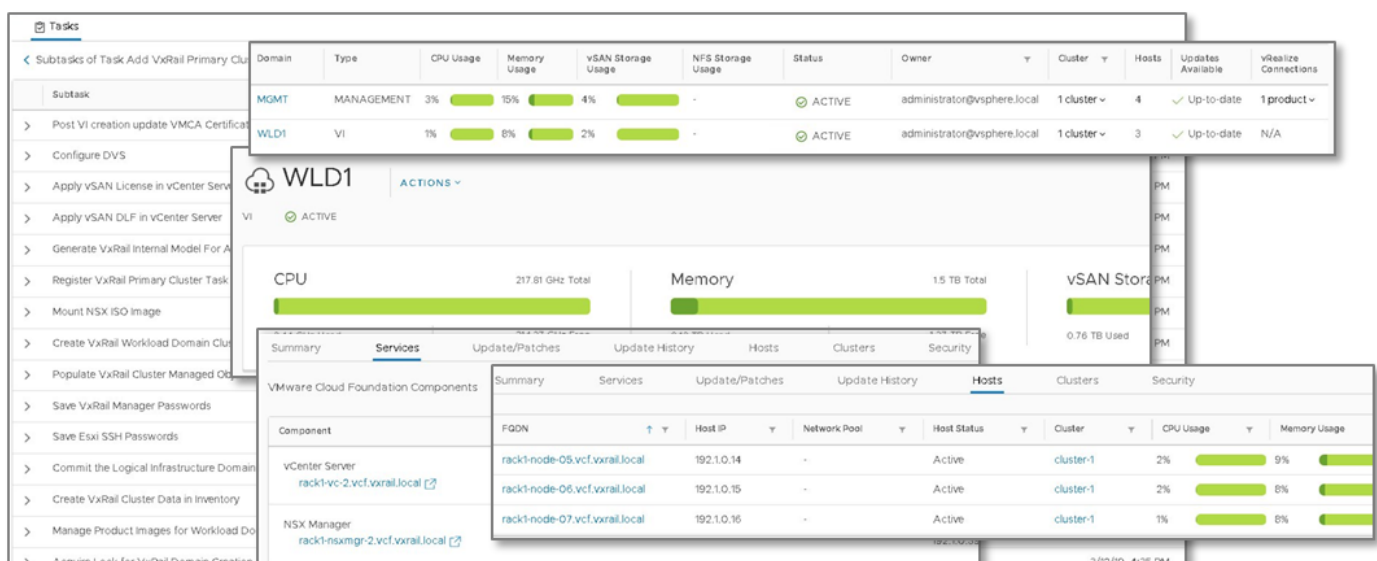 Tasks
Subtasks of Task Add VxRail Primary
Subtask
Post VI creation update VMCA
Configure DVS
Apply vSAN License in vCenter
Apply vSAN DLF in vCenter Server
Generate VxRail Internal Model For
Register VxRail Primary Cluster Task
Mount NSX ISO Image
Create VxRail Workload Domain
Populate VxRail Cluster Managed
Save VxRail Manager Passwords
Save Esxi SSH Passwords
Commit the Logical Infrastructure Domain
Create VxRail Cluster Data in Inventory
Manage Product Images for Workload
Domain Type CPU Usage Memory Usage vSAN Storage Usage NFS Storage Usage Status Owner Cluster Hosts Updates Available vRealize Connections
MGMT MANAGEMENT 3% 15% 4% - ACTIVE administrator@vsphere.local 1 cluster 4 Up-to-date 1 product
WLD1 VI 1% 8% 2% - ACTIVE administrator@vsphere.local 1 cluster 3 Up-to-date N/A
WLD1 ACTIONS
VI ACTIVE
CPU 217.81 GHz Total Memory 1.5 TB Total vSAN
0.76 TB Used
PM
PM
PM
PM
PM
PM
Summary Services Update/Patches Update History Hosts Clusters Security
VMware Cloud Foundation Components
Component
vCenter Server
rack1-vc-2.vcf.vxrail.local
NSX Manager
rack1-nsxmgr-2.vcf.vxrail.local
Summary Services Update/Patches Update History Hosts Clusters Security
FQDN Host IP Network Pool Host Status Cluster CPU Usage Memory Usage
rack1-node-05.vcf.vxrail.local 192.1.0.14 - Active cluster-1 2% 9%
rack1-node-06.vcf.vxrail.local 192.1.0.15 - Active cluster-1 2% 8%
rack1-node-07.vcf.vxrail.local 192.1.0.16 - Active cluster-1 1% 8%